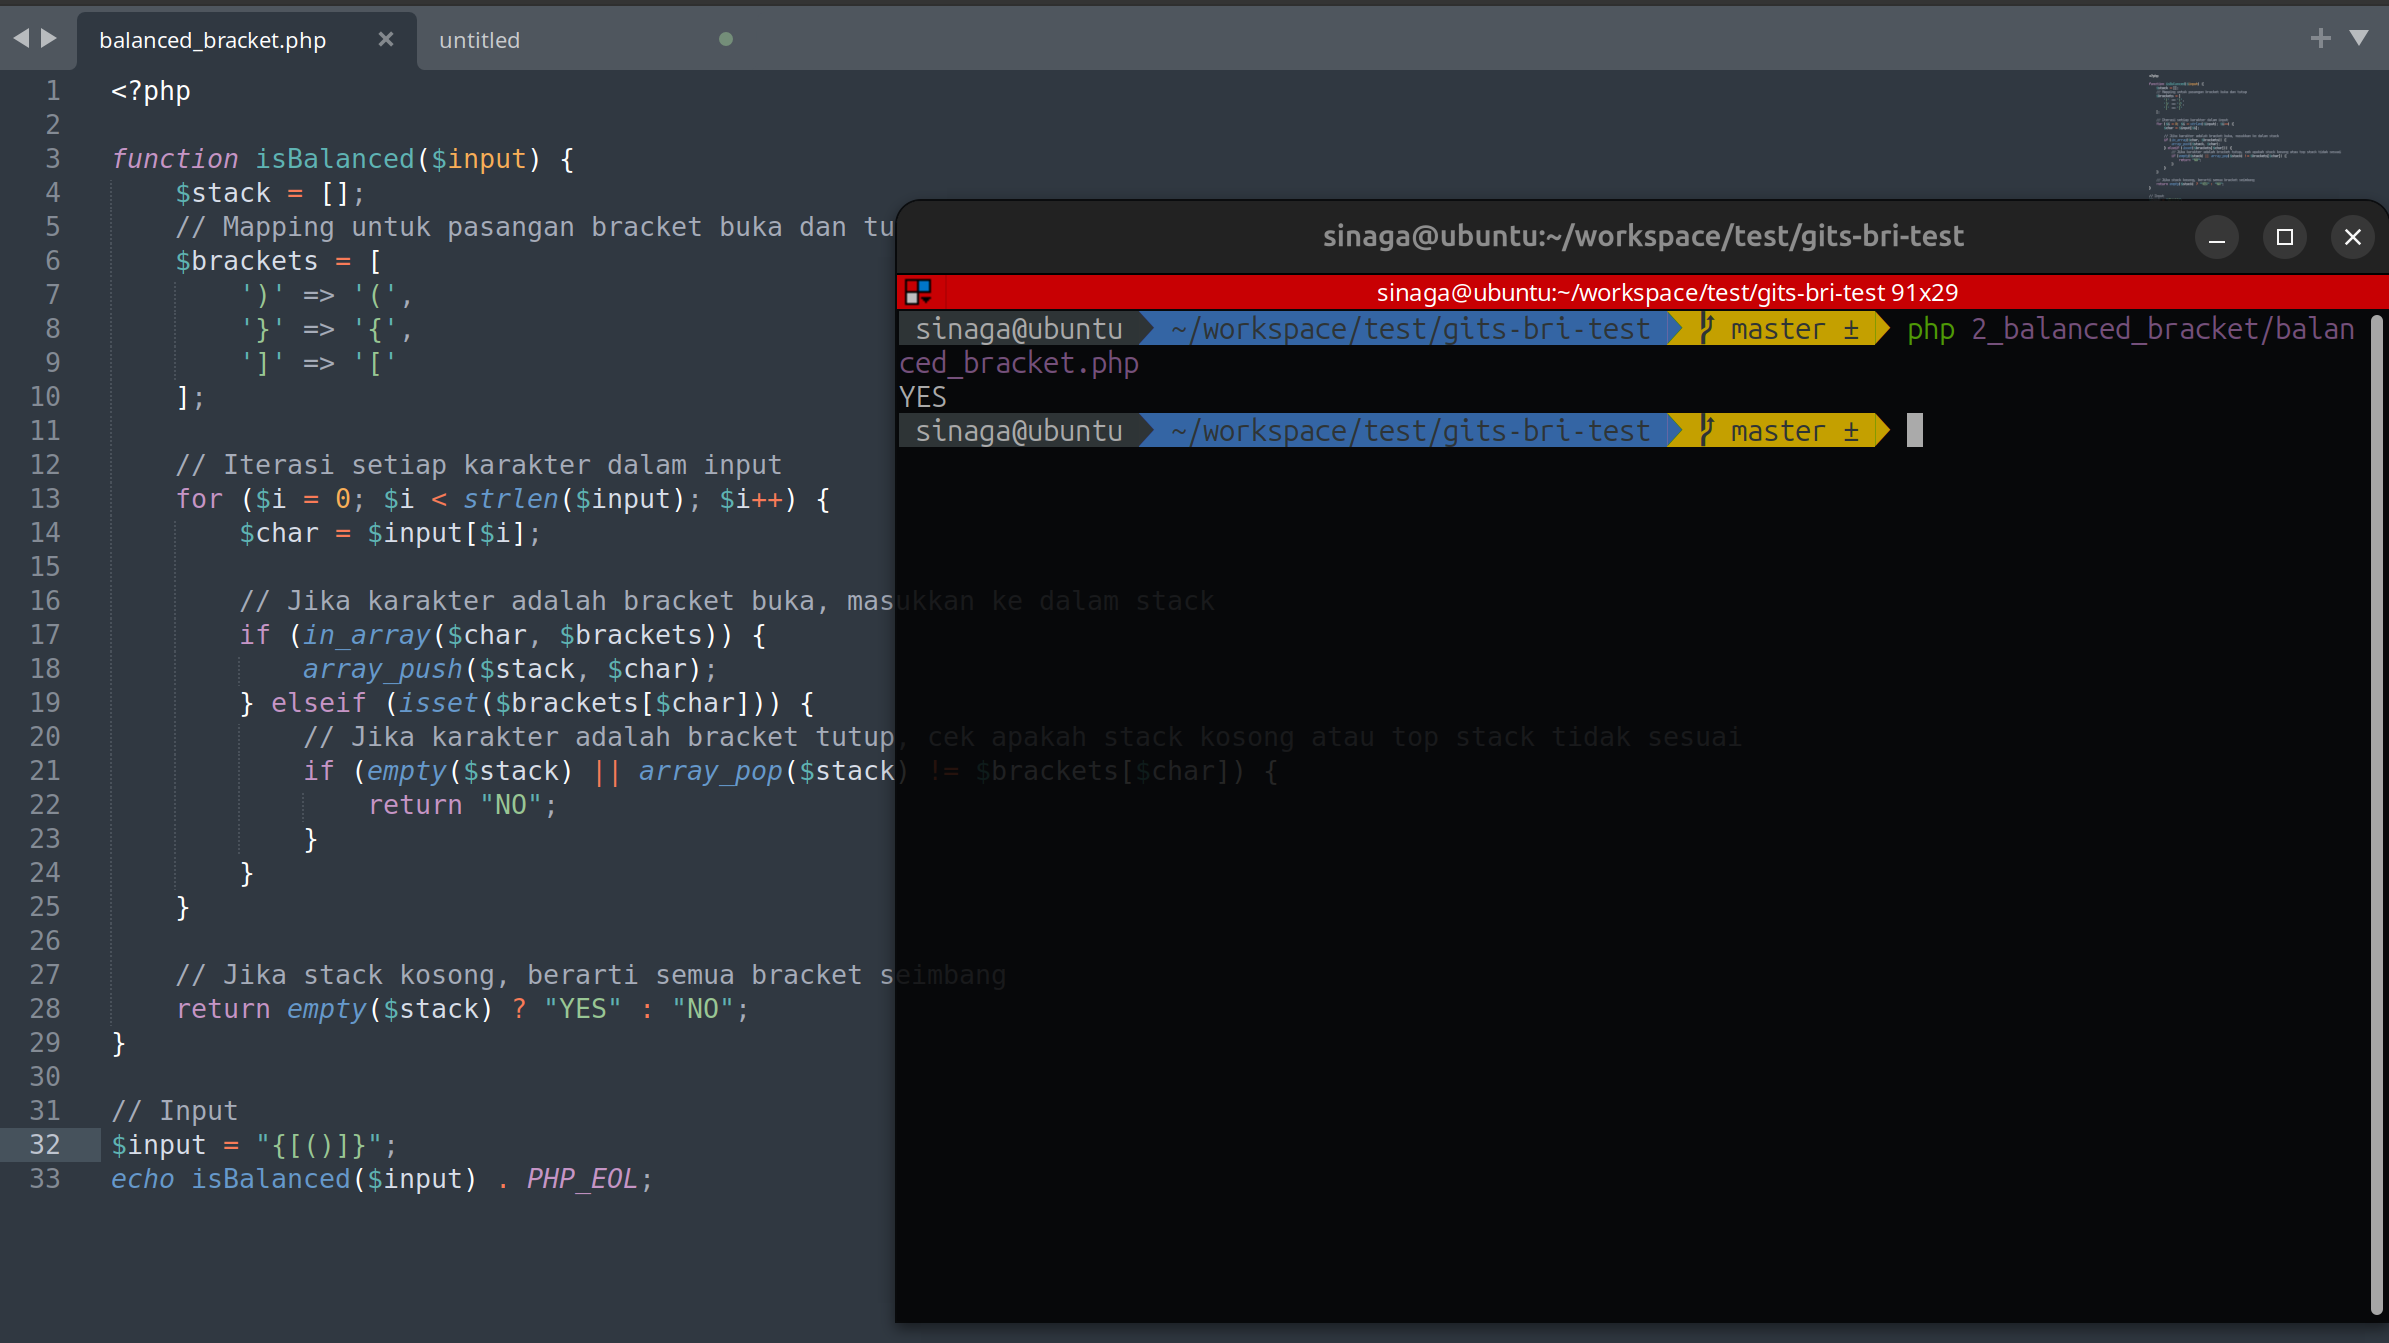 balanced_bracket.php
untitled
1 <?php
2
3 function isBalanced($input) {
4 $stack = [];
5 // Mapping untuk pasangan bracket buka dan tu
6 $brackets = [
7 ')' => '(',
8 '}' => '{',
9 ']' => '['
10 ];
11
12 // Iterasi setiap karakter dalam input
13 for ($i = 0; $i < strlen($input); $i++) {
14 $char = $input[$i];
15
16 // Jika karakter adalah bracket buka, masukkan ke dalam stack
17 if (in_array($char, $brackets)) {
18 array_push($stack, $char);
19 } elseif (isset($brackets[$char])) {
20 // Jika karakter adalah bracket tutup, cek apakah stack kosong atau top stack tidak sesuai
21 if (empty($stack) || array_pop($stack) != $brackets[$char]) {
22 return "NO";
23 }
24 }
25 }
26
27 // Jika stack kosong, berarti semua bracket seimbang
28 return empty($stack) ? "YES" : "NO";
29 }
30
31 // Input
32 $input = "{[()]}";
33 echo isBalanced($input) . PHP_EOL;
sinaga@ubuntu:~/workspace/test/gits-bri-test
sinaga@ubuntu:~/workspace/test/gits-bri-test 91x29
sinaga@ubuntu ~/workspace/test/gits-bri-test master ± php 2_balanced_bracket/balan
ced_bracket.php
YES
sinaga@ubuntu ~/workspace/test/gits-bri-test master ±